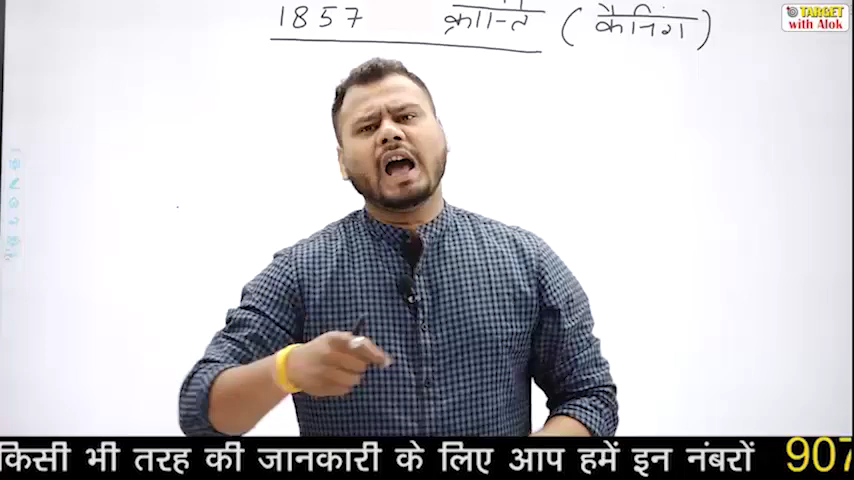 1857 क्रान्ति (कैनिंग)
TARGET
with Alok
किसी भी तरह की जानकारी के लिए आप हमें इन नंबरों 907